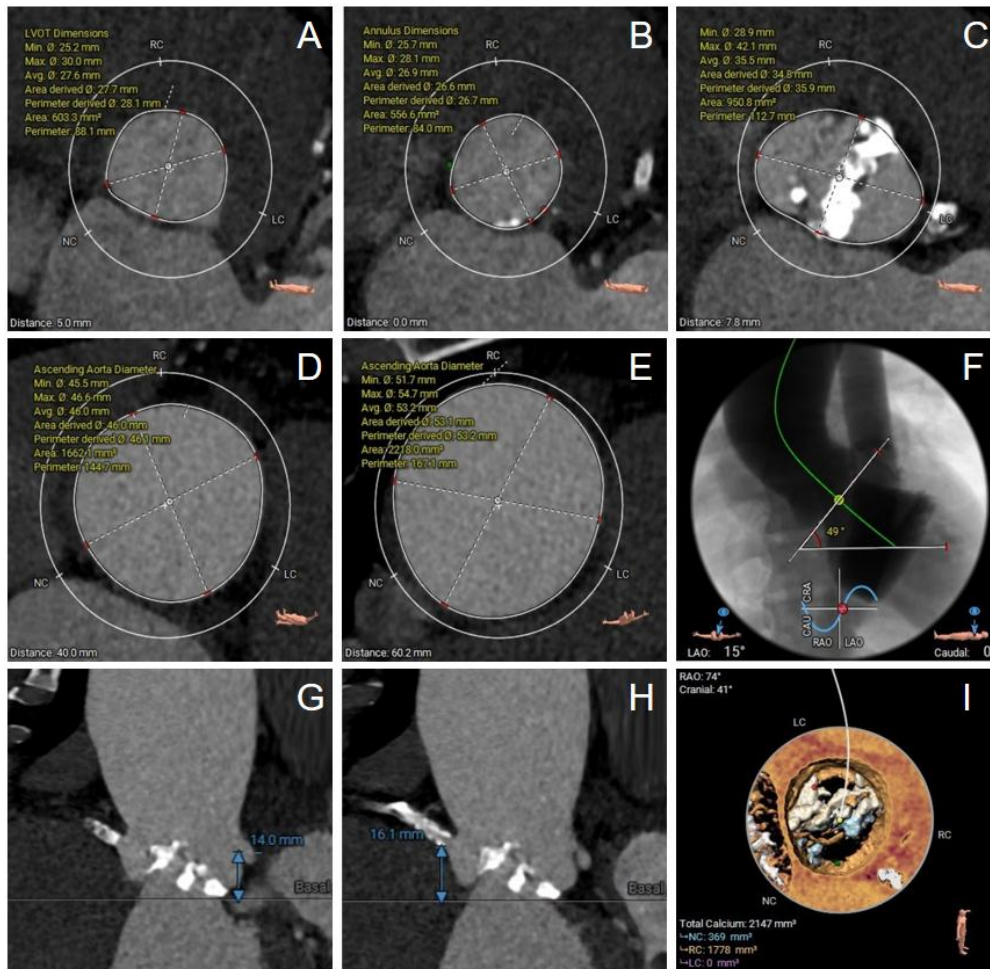 A
LVOT Dimensions
Min. Ø: 25.2 mm
Max. Ø: 30.0 mm
Avg. Ø: 27.6 mm
Area derived Ø: 27.7 mm
Perimeter derived Ø: 28.1 mm
Area: 603.3 mm²
Perimeter: 88.1 mm
RC
LC
NC
Distance: 5.0 mm
B
Annulus Dimensions
Min. Ø: 25.7 mm
Max. Ø: 28.1 mm
Avg. Ø: 26.9 mm
Area derived Ø: 26.6 mm
Perimeter derived Ø: 26.7 mm
Area: 556.6 mm²
Perimeter: 84.0 mm
RC
LC
NC
Distance: 0.0 mm
C
Min. Ø: 28.9 mm
Max. Ø: 42.1 mm
Avg. Ø: 35.5 mm
Area derived Ø: 34.8 mm
Perimeter derived Ø: 35.9 mm
Area: 950.8 mm²
Perimeter: 112.7 mm
RC
LC
NC
Distance: 7.8 mm
D
Ascending Aorta Diameter
Min. Ø: 45.5 mm
Max. Ø: 46.6 mm
Avg. Ø: 46.0 mm
Area derived Ø: 46.0 mm
Perimeter derived Ø: 46.1 mm
Area: 1662.1 mm²
Perimeter: 144.7 mm
RC
LC
NC
Distance: 40.0 mm
E
Ascending Aorta Diameter
Min. Ø: 51.7 mm
Max. Ø: 54.7 mm
Avg. Ø: 53.2 mm
Area derived Ø: 53.1 mm
Perimeter derived Ø: 53.2 mm
Area: 2218.0 mm²
Perimeter: 167.1 mm
RC
LC
NC
Distance: 60.2 mm
F
49°
CAU CRA
RAO LAO
LAO: 15°
Caudal: 0
G
14.0 mm
Basal
H
16.1 mm
Basal
I
RAO: 74°
Cranial: 41°
LC
RC
NC
Total Calcium: 2147 mm³
NC: 369 mm³
RC: 1778 mm³
LC: 0 mm³